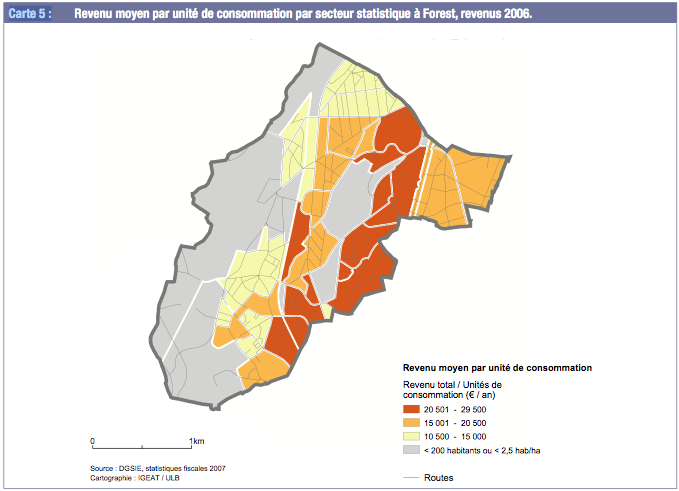 Carte 5 : Revenu moyen par unité de consommation par secteur statistique à Forest, revenus 2006.
Revenu moyen par unité de consommation
Revenu total / Unités de
consommation (€ / an)
20 501 - 29 500
15 001 - 20 500
10 500 - 15 000
< 200 habitants ou < 2,5 hab/ha
Routes
0 1km
Source : DGSIE, statistiques fiscales 2007
Cartographie : IGEAT / ULB